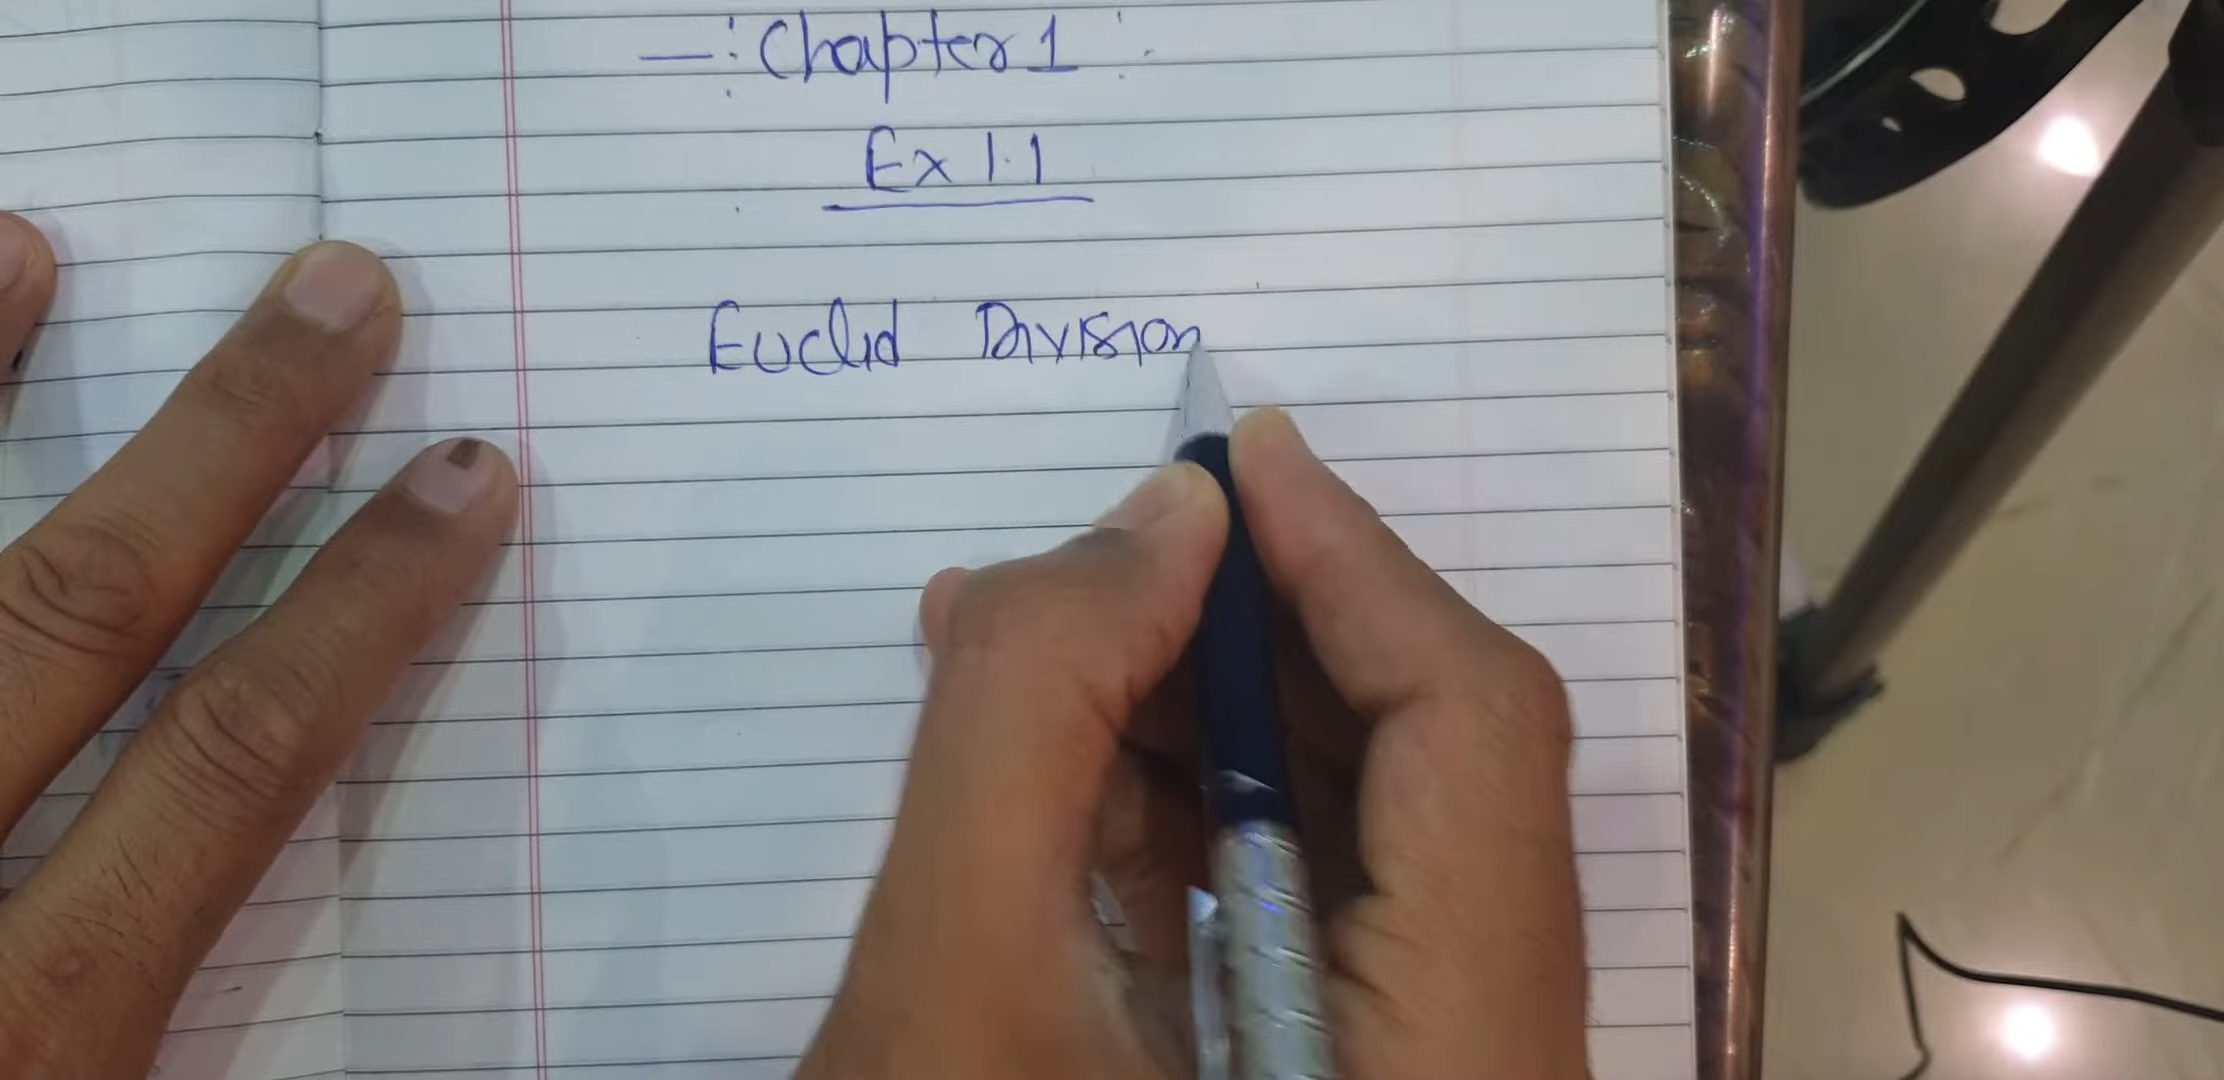 —: Chapter 1 :
Ex 1.1
Euclid Division